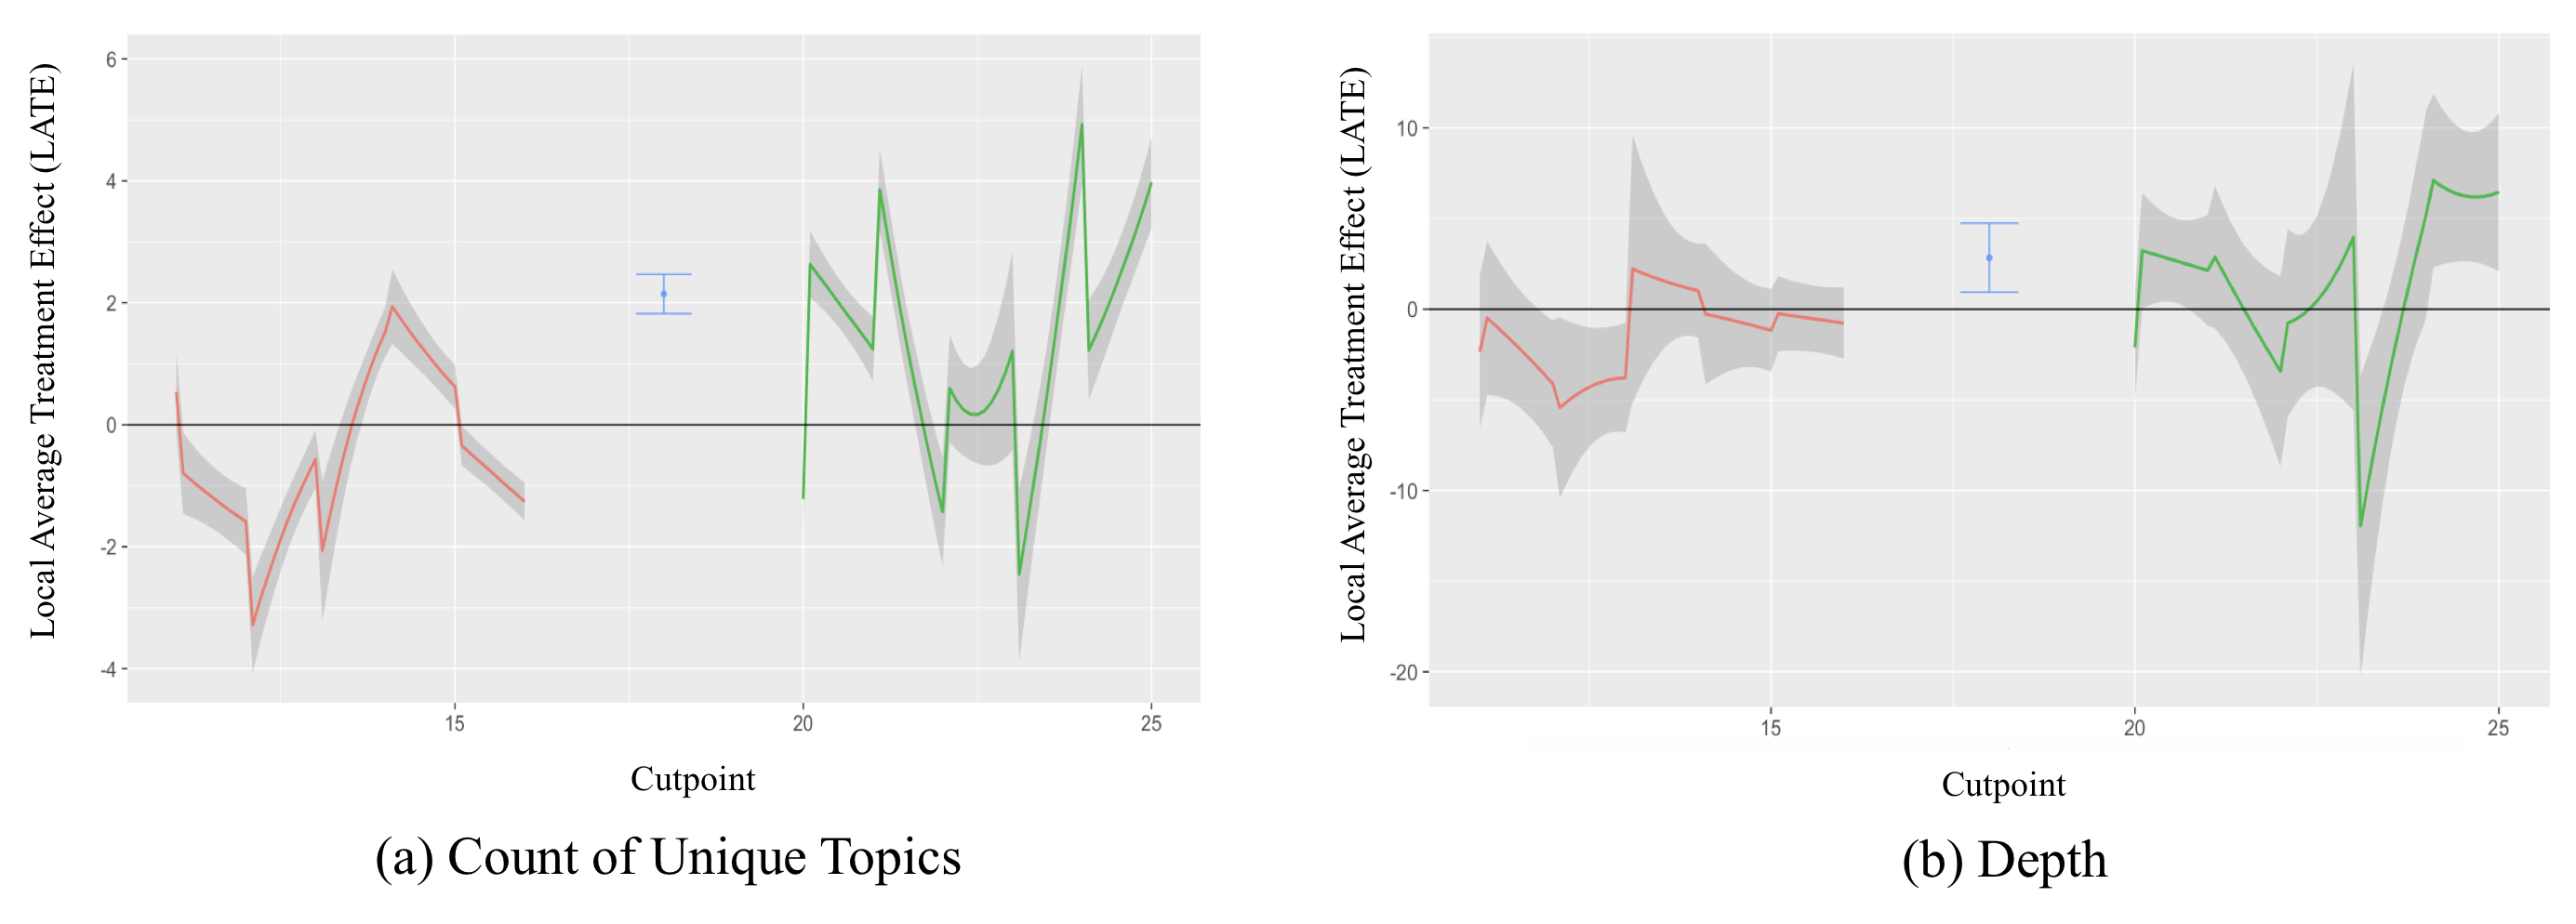 Local Average Treatment Effect (LATE)
6
4
2
0
-2
-4
15
20
25
Cutpoint
(a) Count of Unique Topics
Local Average Treatment Effect (LATE)
10
0
-10
-20
15
20
25
Cutpoint
(b) Depth